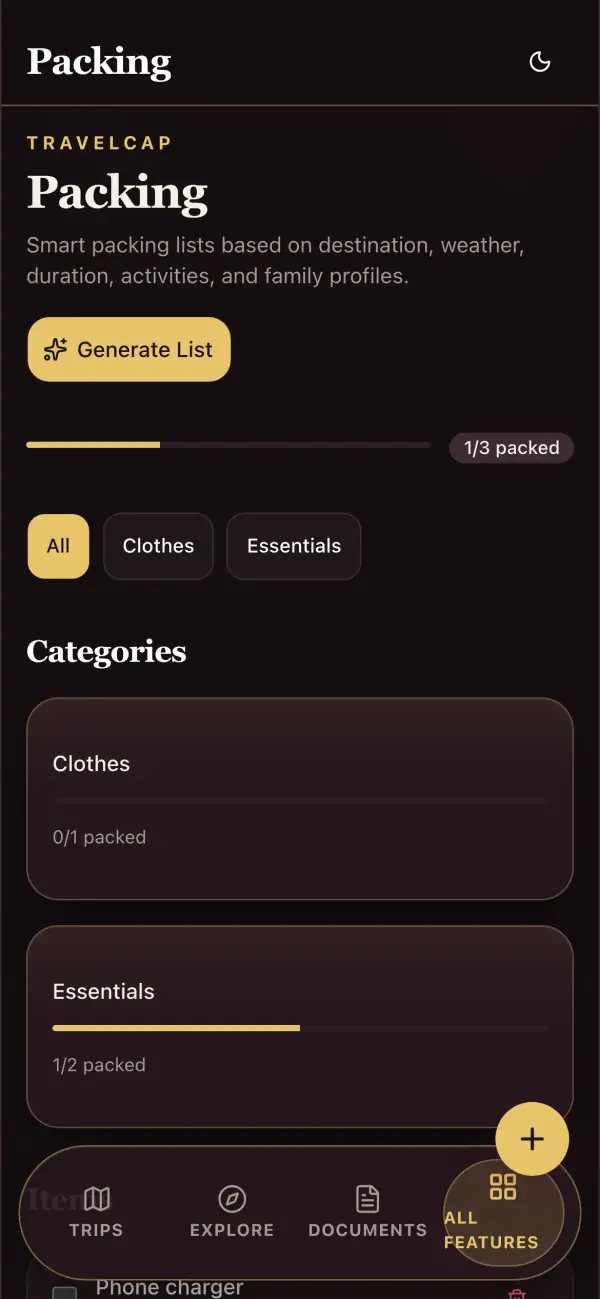 Packing
TRAVELCAP
Packing
Smart packing lists based on destination, weather,
duration, activities, and family profiles.
Generate List
1/3 packed
All
Clothes
Essentials
Categories
Clothes
0/1 packed
Essentials
1/2 packed
Items
TRIPS
EXPLORE
DOCUMENTS
ALL
FEATURES
Phone charger